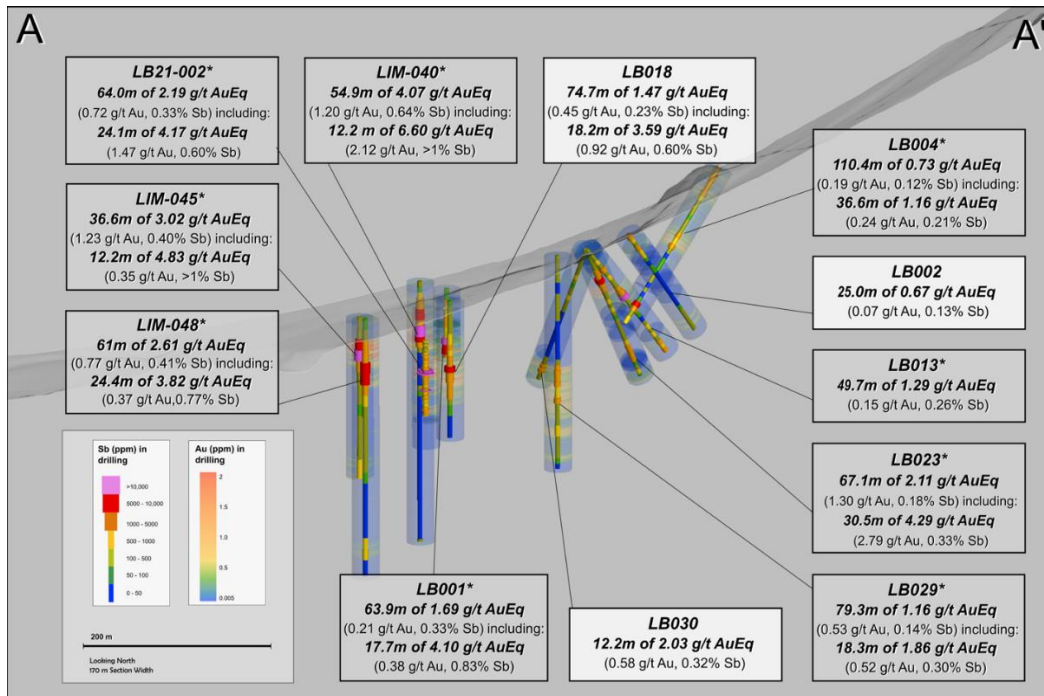 A
A'
LB21-002*
64.0m of 2.19 g/t AuEq
(0.72 g/t Au, 0.33% Sb) including:
24.1m of 4.17 g/t AuEq
(1.47 g/t Au, 0.60% Sb)
LIM-040*
54.9m of 4.07 g/t AuEq
(1.20 g/t Au, 0.64% Sb) including:
12.2 m of 6.60 g/t AuEq
(2.12 g/t Au, >1% Sb)
LB018
74.7m of 1.47 g/t AuEq
(0.45 g/t Au, 0.23% Sb) including:
18.2m of 3.59 g/t AuEq
(0.92 g/t Au, 0.60% Sb)
LB004*
110.4m of 0.73 g/t AuEq
(0.19 g/t Au, 0.12% Sb) including:
36.6m of 1.16 g/t AuEq
(0.24 g/t Au, 0.21% Sb)
LIM-045*
36.6m of 3.02 g/t AuEq
(1.23 g/t Au, 0.40% Sb) including:
12.2m of 4.83 g/t AuEq
(0.35 g/t Au, >1% Sb)
LB002
25.0m of 0.67 g/t AuEq
(0.07 g/t Au, 0.13% Sb)
LIM-048*
61m of 2.61 g/t AuEq
(0.77 g/t Au, 0.41% Sb) including:
24.4m of 3.82 g/t AuEq
(0.37 g/t Au,0.77% Sb)
LB013*
49.7m of 1.29 g/t AuEq
(0.15 g/t Au, 0.26% Sb)
LB023*
67.1m of 2.11 g/t AuEq
(1.30 g/t Au, 0.18% Sb) including:
30.5m of 4.29 g/t AuEq
(2.79 g/t Au, 0.33% Sb)
Sb (ppm) in
drilling
>10,000
5000 - 10,000
1000 - 5000
500 - 1000
100 - 500
50 - 100
0 - 50
Au (ppm) in
drilling
2
1.5
1.0
0.5
0.005
200 m
Looking North
170 m Section Width
LB001*
63.9m of 1.69 g/t AuEq
(0.21 g/t Au, 0.33% Sb) including:
17.7m of 4.10 g/t AuEq
(0.38 g/t Au, 0.83% Sb)
LB030
12.2m of 2.03 g/t AuEq
(0.58 g/t Au, 0.32% Sb)
LB029*
79.3m of 1.16 g/t AuEq
(0.53 g/t Au, 0.14% Sb) including:
18.3m of 1.86 g/t AuEq
(0.52 g/t Au, 0.30% Sb)